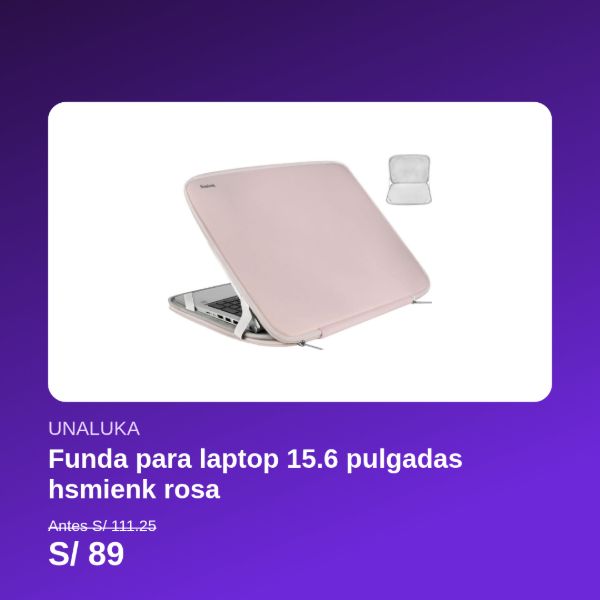 UNALUKA
Funda para laptop 15.6 pulgadas
hsmienk rosa
Antes S/ 111.25
S/ 89